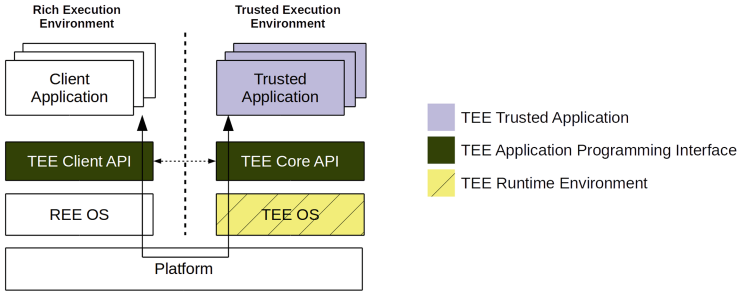 Rich Execution
Environment
Trusted Execution
Environment
Client
Application
Trusted
Application
TEE Client API
TEE Core API
REE OS
TEE OS
Platform
TEE Trusted Application
TEE Application Programming Interface
TEE Runtime Environment